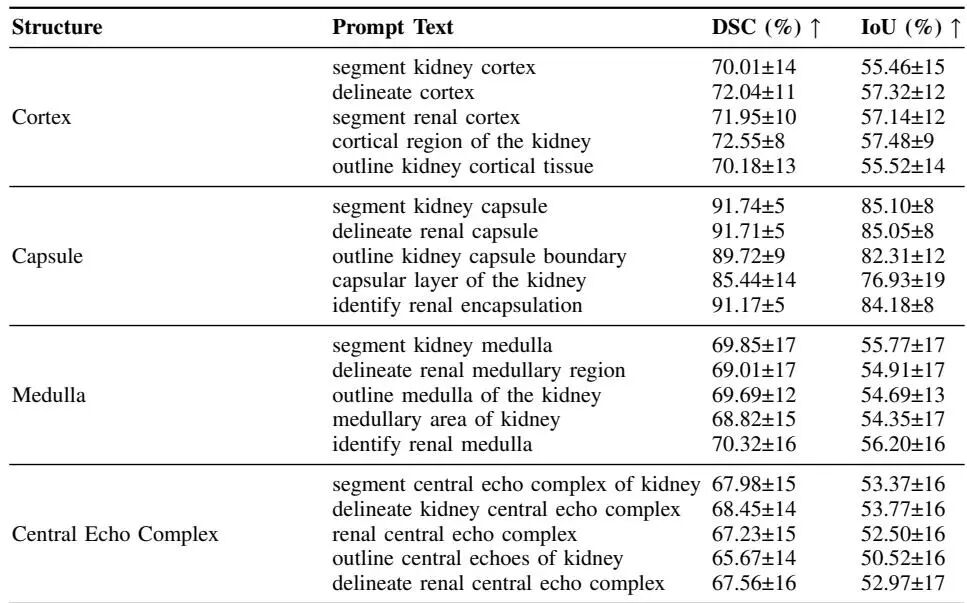 Structure Prompt Text DSC (%) ↑ IoU (%) ↑
segment kidney cortex 70.01±14 55.46±15
delineate cortex 72.04±11 57.32±12
Cortex segment renal cortex 71.95±10 57.14±12
cortical region of the kidney 72.55±8 57.48±9
outline kidney cortical tissue 70.18±13 55.52±14
segment kidney capsule 91.74±5 85.10±8
delineate renal capsule 91.71±5 85.05±8
Capsule outline kidney capsule boundary 89.72±9 82.31±12
capsular layer of the kidney 85.44±14 76.93±19
identify renal encapsulation 91.17±5 84.18±8
segment kidney medulla 69.85±17 55.77±17
delineate renal medullary region 69.01±17 54.91±17
Medulla outline medulla of the kidney 69.69±12 54.69±13
medullary area of kidney 68.82±15 54.35±17
identify renal medulla 70.32±16 56.20±16
segment central echo complex of kidney 67.98±15 53.37±16
delineate kidney central echo complex 68.45±14 53.77±16
Central Echo Complex renal central echo complex 67.23±15 52.50±16
outline central echoes of kidney 65.67±14 50.52±16
delineate renal central echo complex 67.56±16 52.97±17